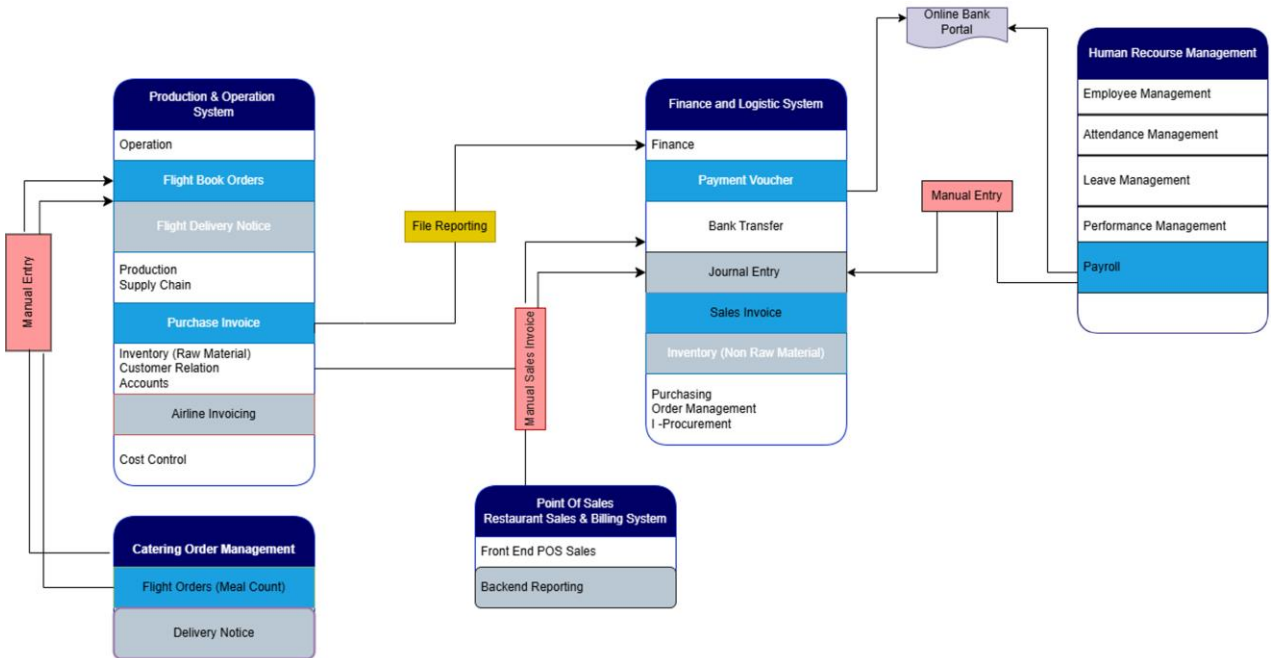 Online Bank
Portal
Human Recourse Management
Employee Management
Attendance Management
Leave Management
Performance Management
Payroll
Production & Operation
System
Operation
Flight Book Orders
Flight Delivery Notice
Production
Supply Chain
Purchase Invoice
Inventory (Raw Material)
Customer Relation
Accounts
Airline Invoicing
Cost Control
Finance and Logistic System
Finance
Payment Voucher
Bank Transfer
Journal Entry
Sales Invoice
Inventory (Non Raw Material)
Purchasing
Order Management
I -Procurement
File Reporting
Manual Entry
Manual Entry
Manual Sales Invoice
Catering Order Management
Flight Orders (Meal Count)
Delivery Notice
Point Of Sales
Restaurant Sales & Billing System
Front End POS Sales
Backend Reporting